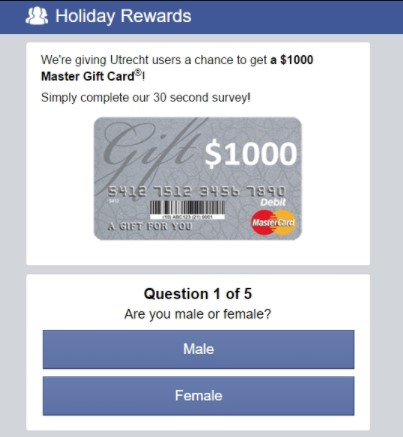 Holiday Rewards
We're giving Utrecht users a chance to get a $1000
Master Gift Card®!
Simply complete our 30 second survey!
Gift $1000
5412 7512 3456 7890
Debit
MasterCard
A GIFT FOR YOU
Question 1 of 5
Are you male or female?
Male
Female